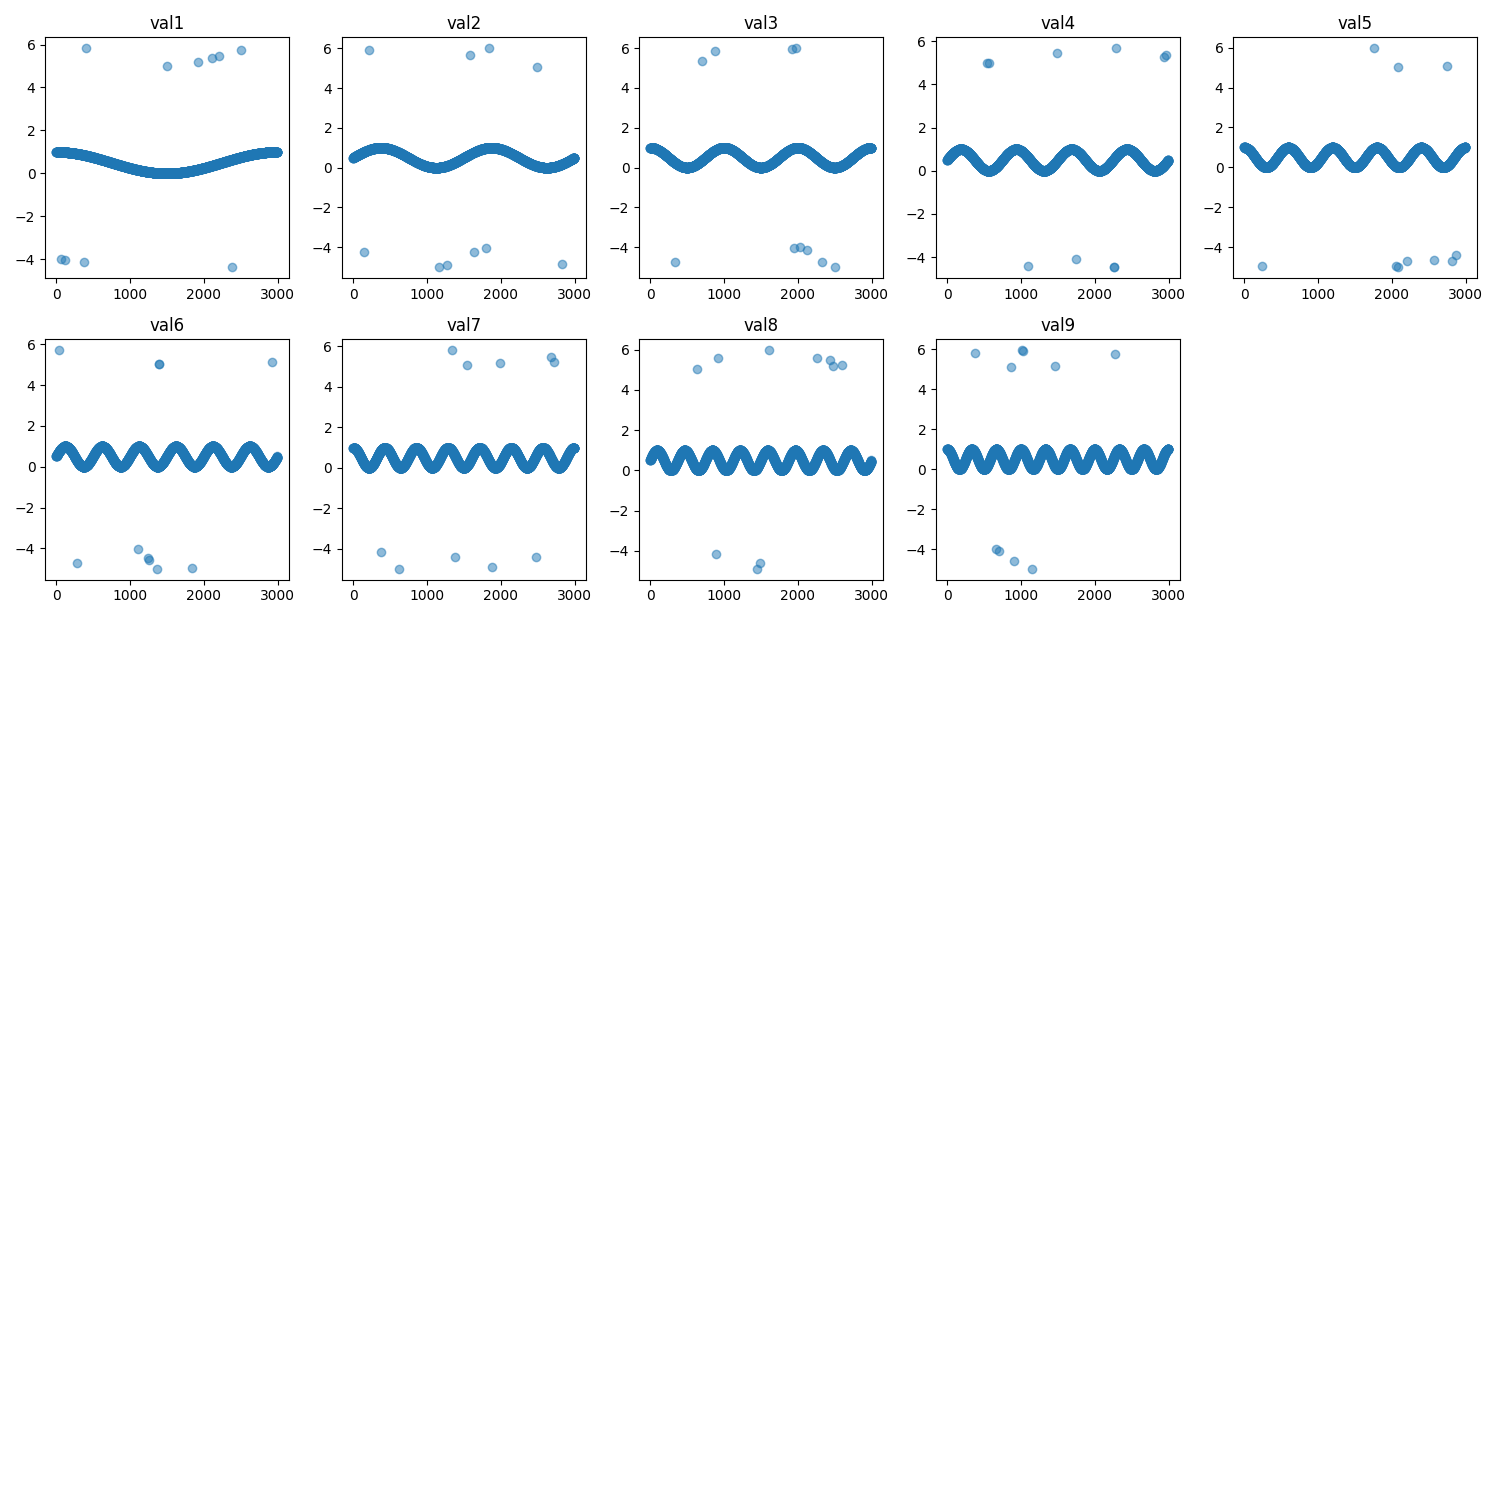 val1 val2 val3 val4 val5
6 6 6 6 6
4 4 4 4 4
2 2 2 2 2
0 0 0 0 0
−2 −2 −2 −2 −2
−4 −4 −4 −4 −4
0 1000 2000 3000 0 1000 2000 3000 0 1000 2000 3000 0 1000 2000 3000 0 1000 2000 3000
val6 val7 val8 val9
6 6 6 6
4 4 4 4
2 2 2 2
0 0 0 0
−2 −2 −2 −2
−4 −4 −4 −4
0 1000 2000 3000 0 1000 2000 3000 0 1000 2000 3000 0 1000 2000 3000